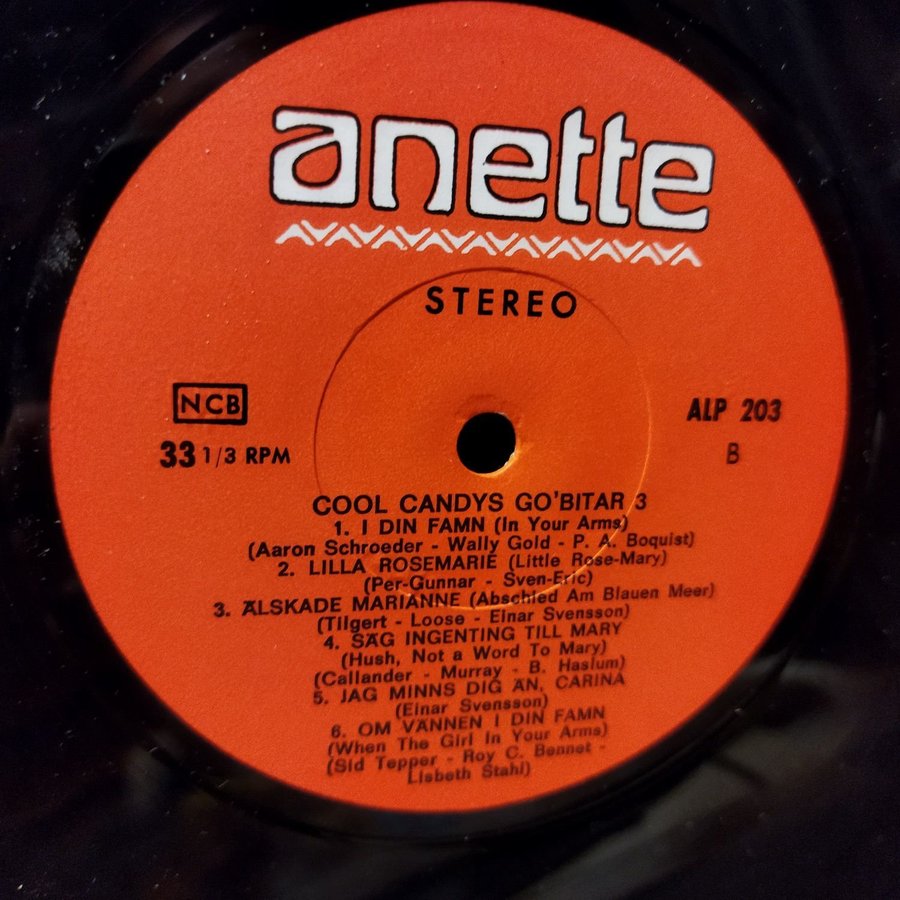 anette
STEREO
NCB
ALP 203
33 1/3 RPM
B
COOL CANDYS GO'BITAR 3
1. I DIN FAMN (In Your Arms)
(Aaron Schroeder - Wally Gold - P. A. Boquist)
2. LILLA ROSEMARIE (Little Rose-Mary)
(Per-Gunnar - Sven-Eric)
3. ÄLSKADE MARIANNE (Abschied Am Blauen Meer)
(Tilgert - Loose - Einar Svensson)
4. SÄG INGENTING TILL MARY
(Hush, Not a Word To Mary)
(Callander - Murray - B. Haslum)
5. JAG MINNS DIG ÄN, CARINA
(Einar Svensson)
6. OM VÄNNEN I DIN FAMN
(When The Girl In Your Arms)
(Sid Tepper - Roy C. Bennet -
Lisbeth Stahl)